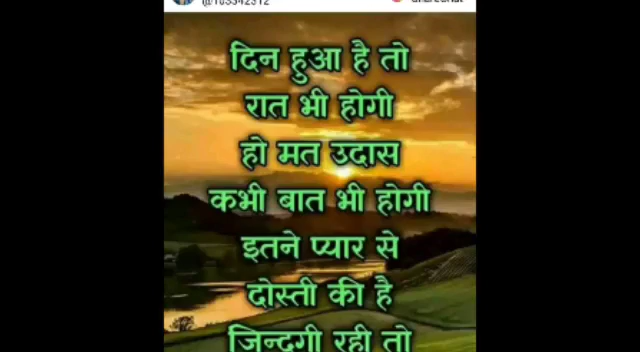 दिन हुआ है तो
रात भी होगी
हो मत उदास
कभी बात भी होगी
इतने प्यार से
दोस्ती की है
जिन्दगी रही तो